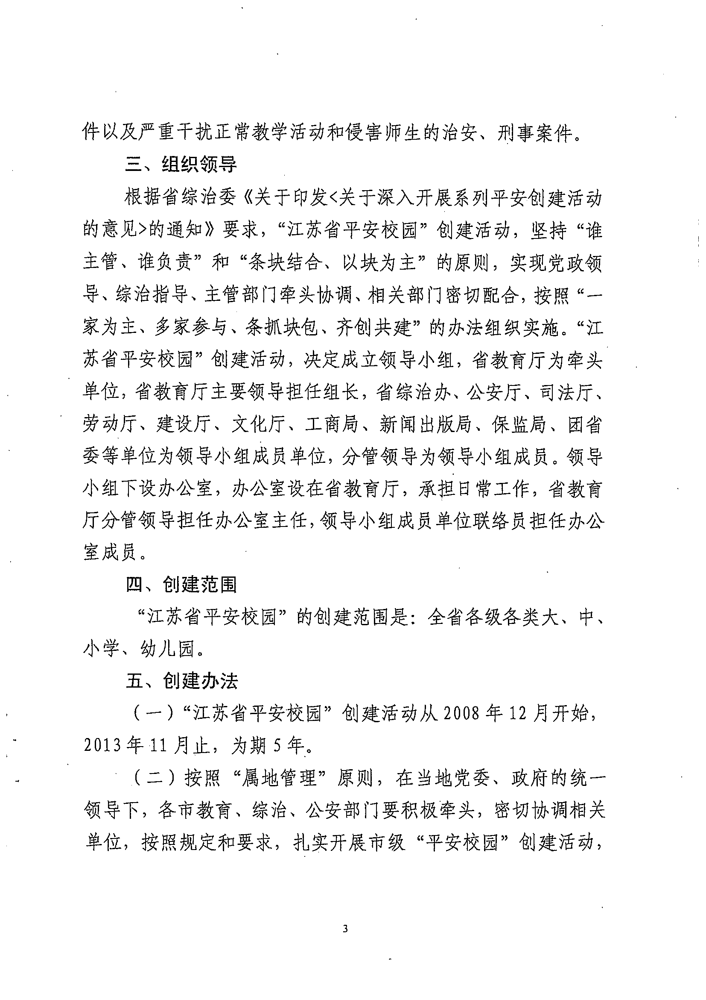 件以及严重干扰正常教学活动和侵害师生的治安、刑事案件。
三、组织领导
根据省综治委《关于印发<关于深入开展系列平安创建活动
的意见>的通知》要求，“江苏省平安校园”创建活动，坚持“谁
主管、谁负责”和“条块结合、以块为主”的原则，实现党政领
导、综治指导、主管部门牵头协调、相关部门密切配合，按照“一
家为主、多家参与、条抓块包、齐创共建”的办法组织实施。“江
苏省平安校园”创建活动，决定成立领导小组，省教育厅为牵头
单位，省教育厅主要领导担任组长，省综治办、公安厅、司法厅、
劳动厅、建设厅、文化厅、工商局、新闻出版局、保监局、团省
委等单位为领导小组成员单位，分管领导为领导小组成员。领导
小组下设办公室，办公室设在省教育厅，承担日常工作，省教育
厅分管领导担任办公室主任，领导小组成员单位联络员担任办公
室成员。
四、创建范围
“江苏省平安校园”的创建范围是：全省各级各类大、中、
小学、幼儿园。
五、创建办法
（一）“江苏省平安校园”创建活动从 2008 年 12 月开始，
2013 年 11 月止，为期 5 年。
（二）按照“属地管理”原则，在当地党委、政府的统一
领导下，各市教育、综治、公安部门要积极牵头，密切协调相关
单位，按照规定和要求，扎实开展市级“平安校园”创建活动，
3